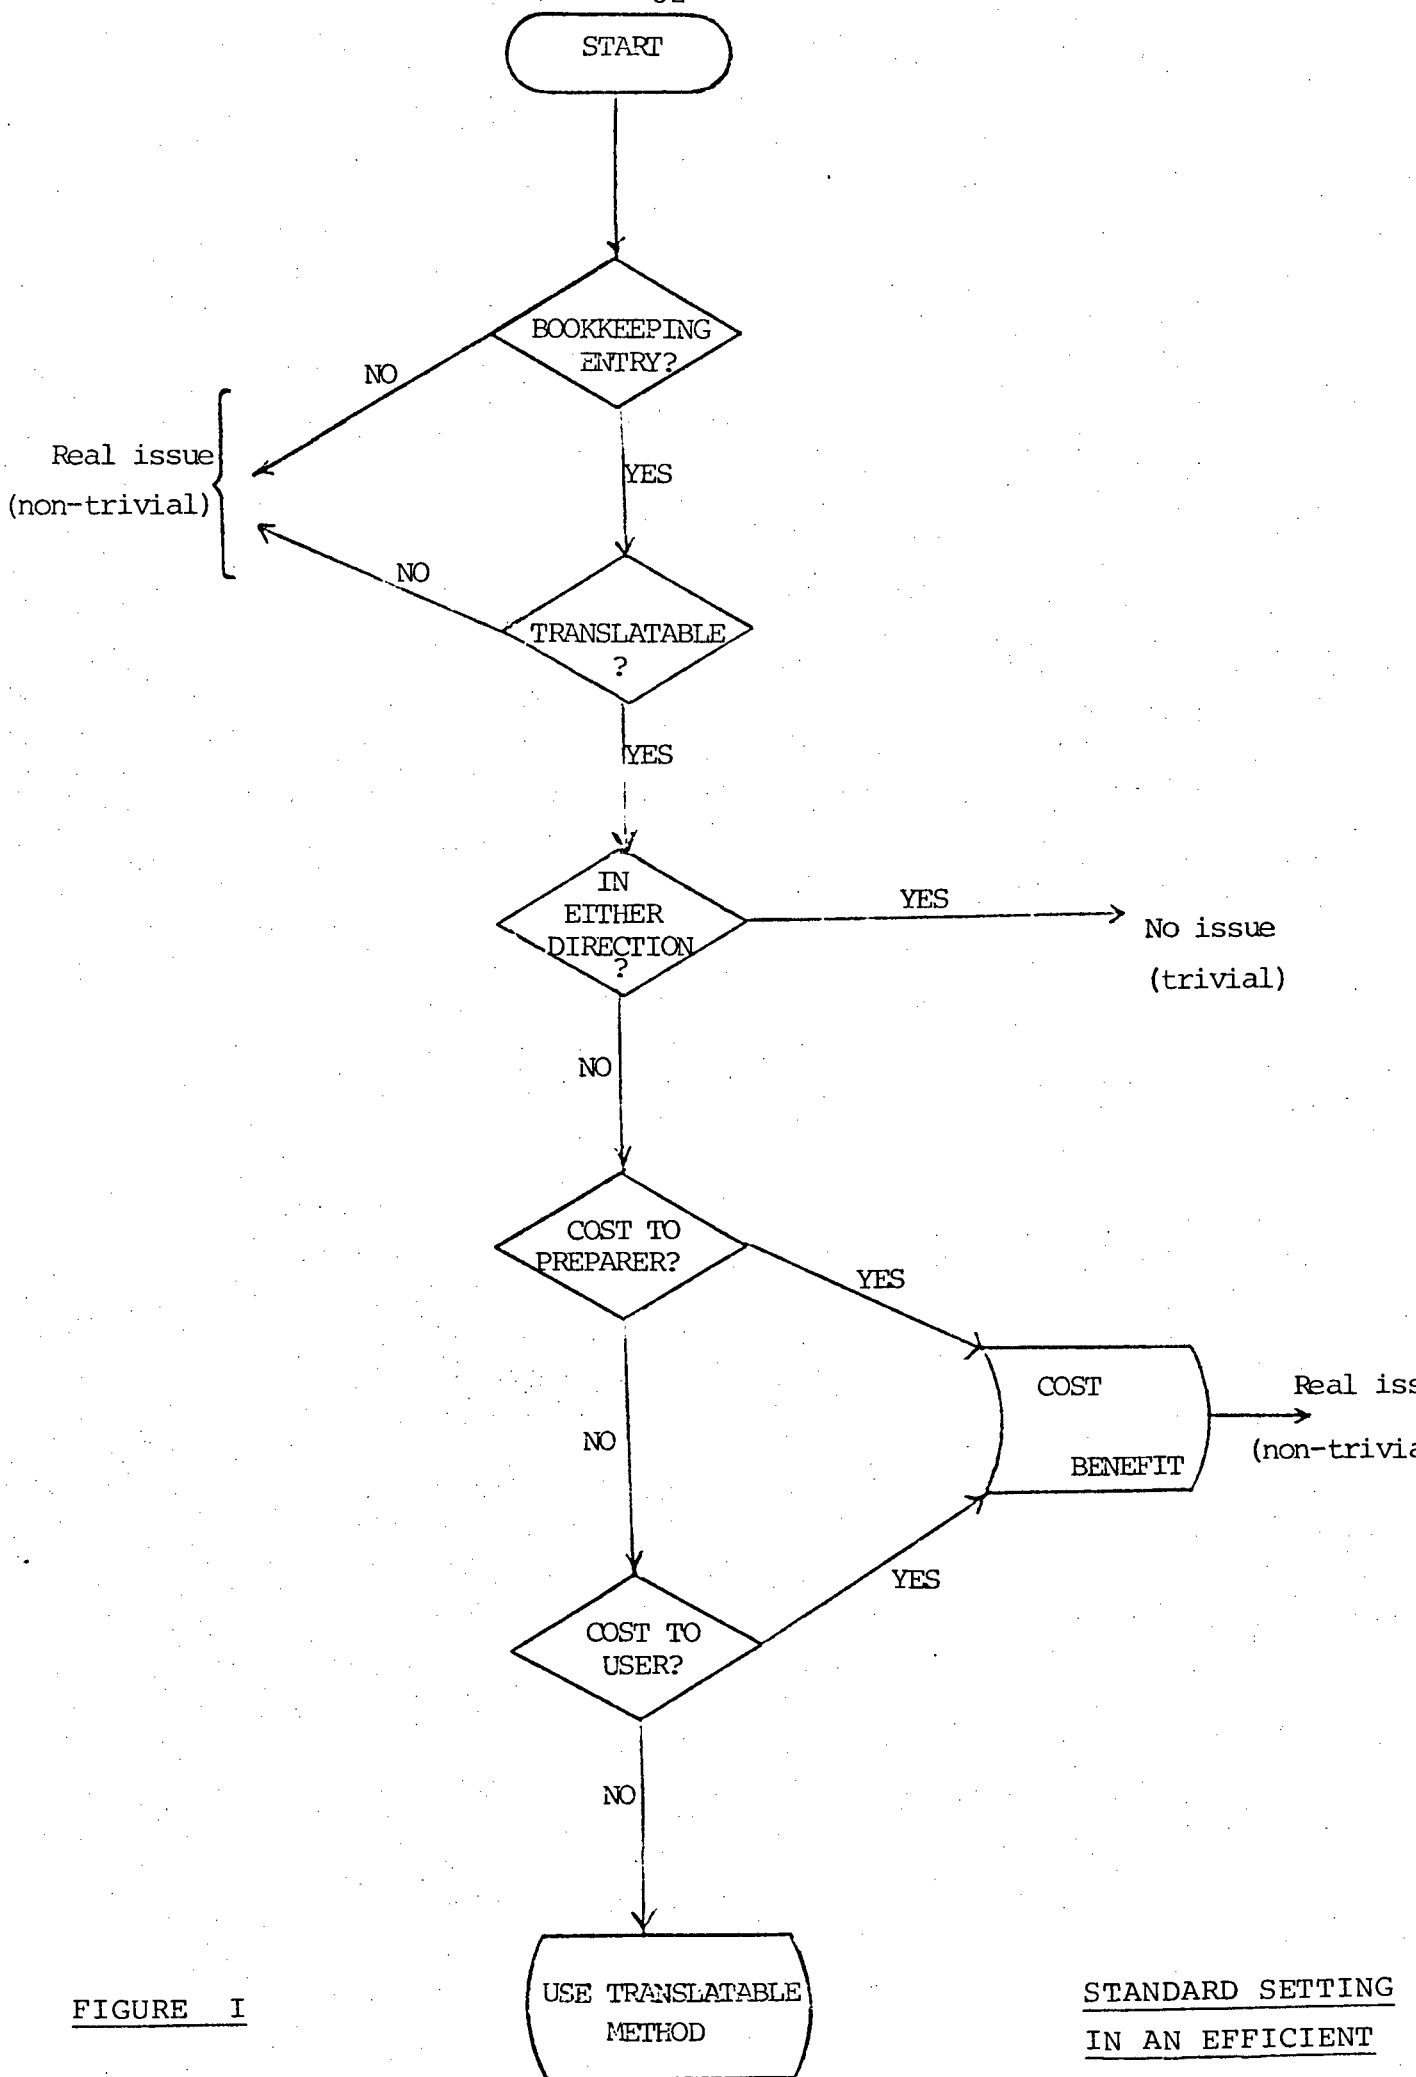 START
BOOKKEEPING
ENTRY?
NO
Real issue
(non-trivial)
YES
NO
TRANSLATABLE
?
YES
IN
EITHER
DIRECTION
?
YES
No issue
(trivial)
NO
COST TO
PREPARER?
YES
COST
BENEFIT
Real iss
(non-trivia
NO
YES
COST TO
USER?
NO
USE TRANSLATABLE
METHOD
FIGURE I
STANDARD SETTING
IN AN EFFICIENT